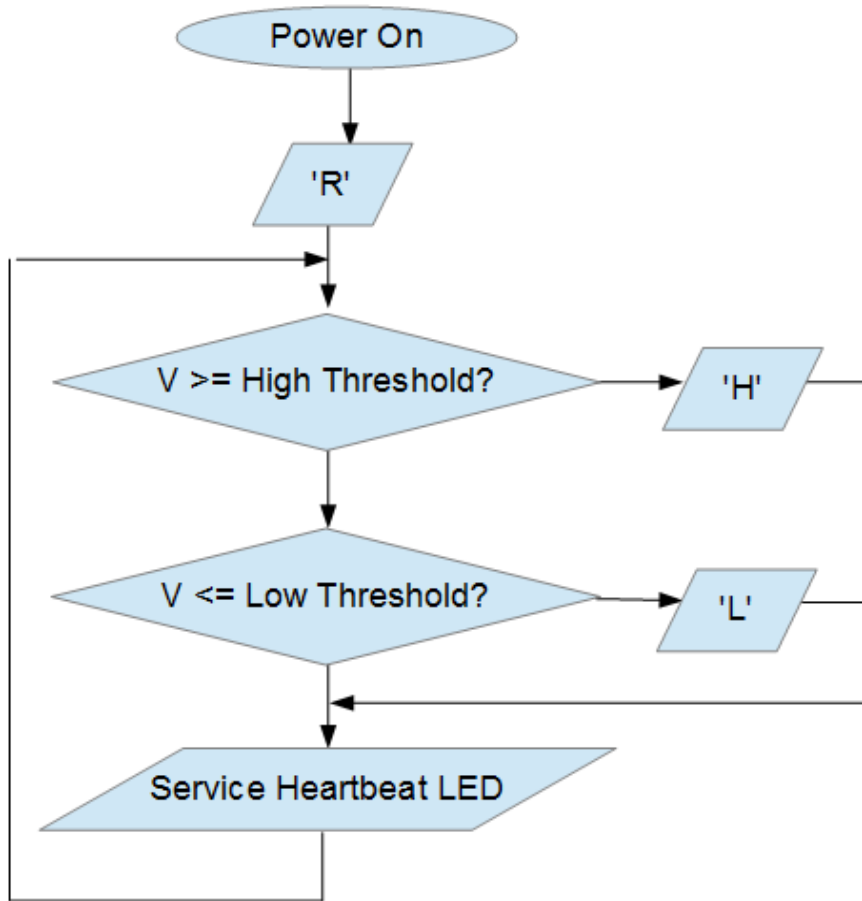 Power On
'R'
V >= High Threshold?
'H'
V <= Low Threshold?
'L'
Service Heartbeat LED